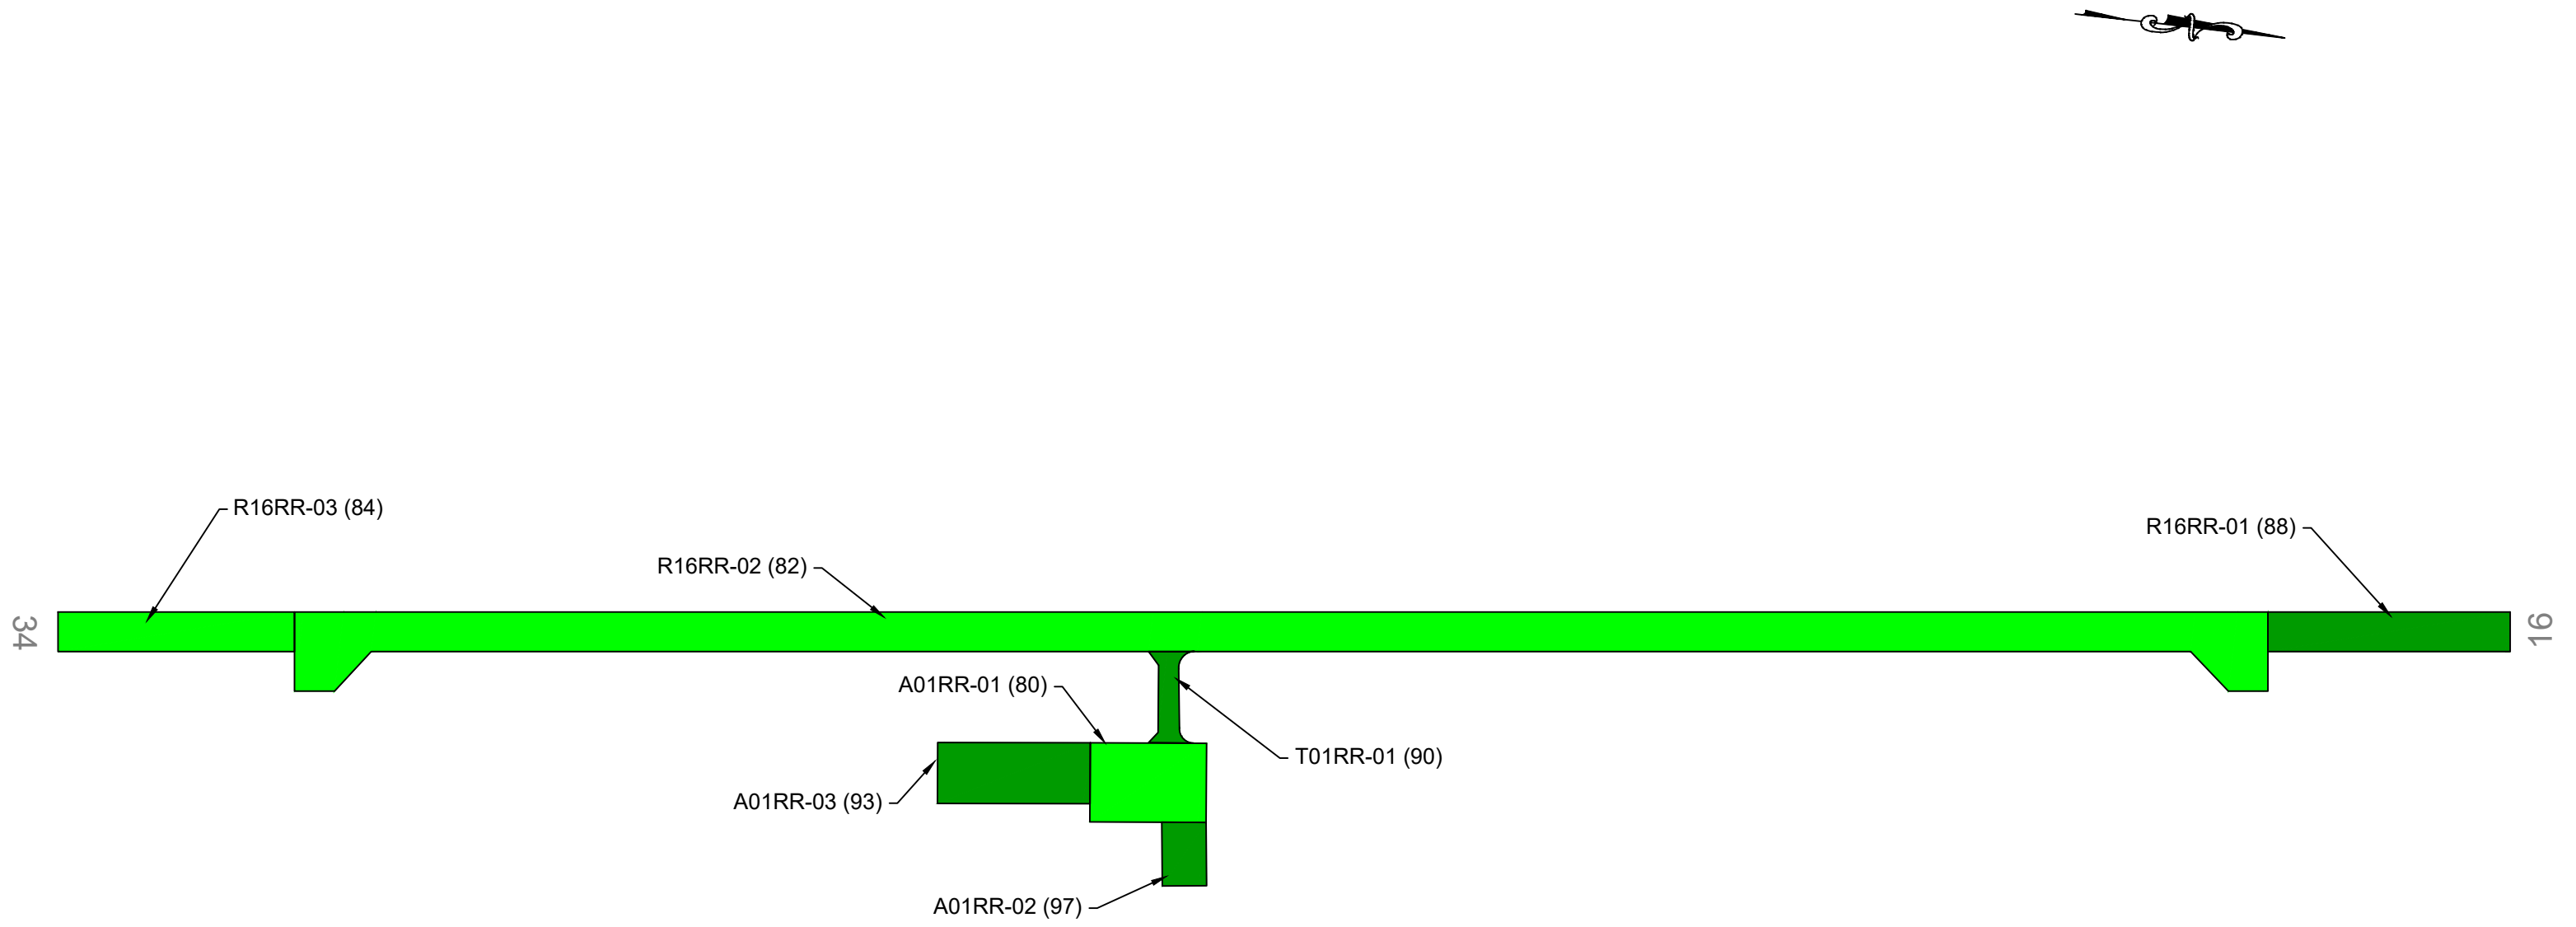 R16RR-03 (84)
R16RR-01 (88)
R16RR-02 (82)
34
16
A01RR-01 (80)
T01RR-01 (90)
A01RR-03 (93)
A01RR-02 (97)